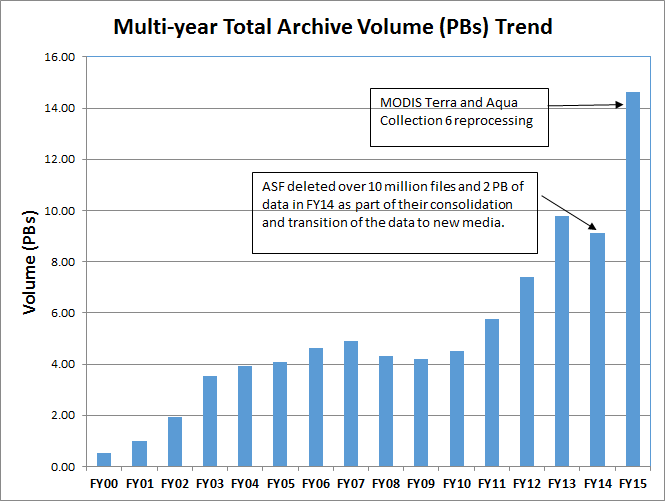 Multi-year Total Archive Volume (PBs) Trend
16.00
14.00
12.00
10.00
8.00
6.00
4.00
2.00
0.00
Volume (PBs)
MODIS Terra and Aqua
Collection 6 reprocessing
ASF deleted over 10 million files and 2 PB of
data in FY14 as part of their consolidation
and transition of the data to new media.
FY00 FY01 FY02 FY03 FY04 FY05 FY06 FY07 FY08 FY09 FY10 FY11 FY12 FY13 FY14 FY15